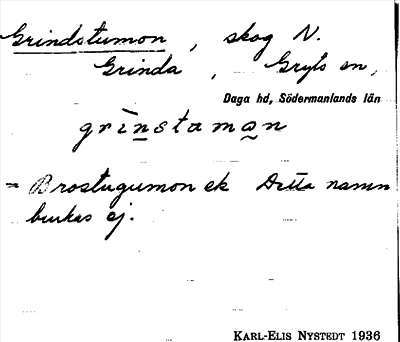 Grindstumon, skog N.
Grinda, Gryts sn,
Daga hd, Södermanlands län
grìnstamȧn
= Brostugumon ek Detta namn
brukas ej.
KARL-ELIS NYSTEDT 1936